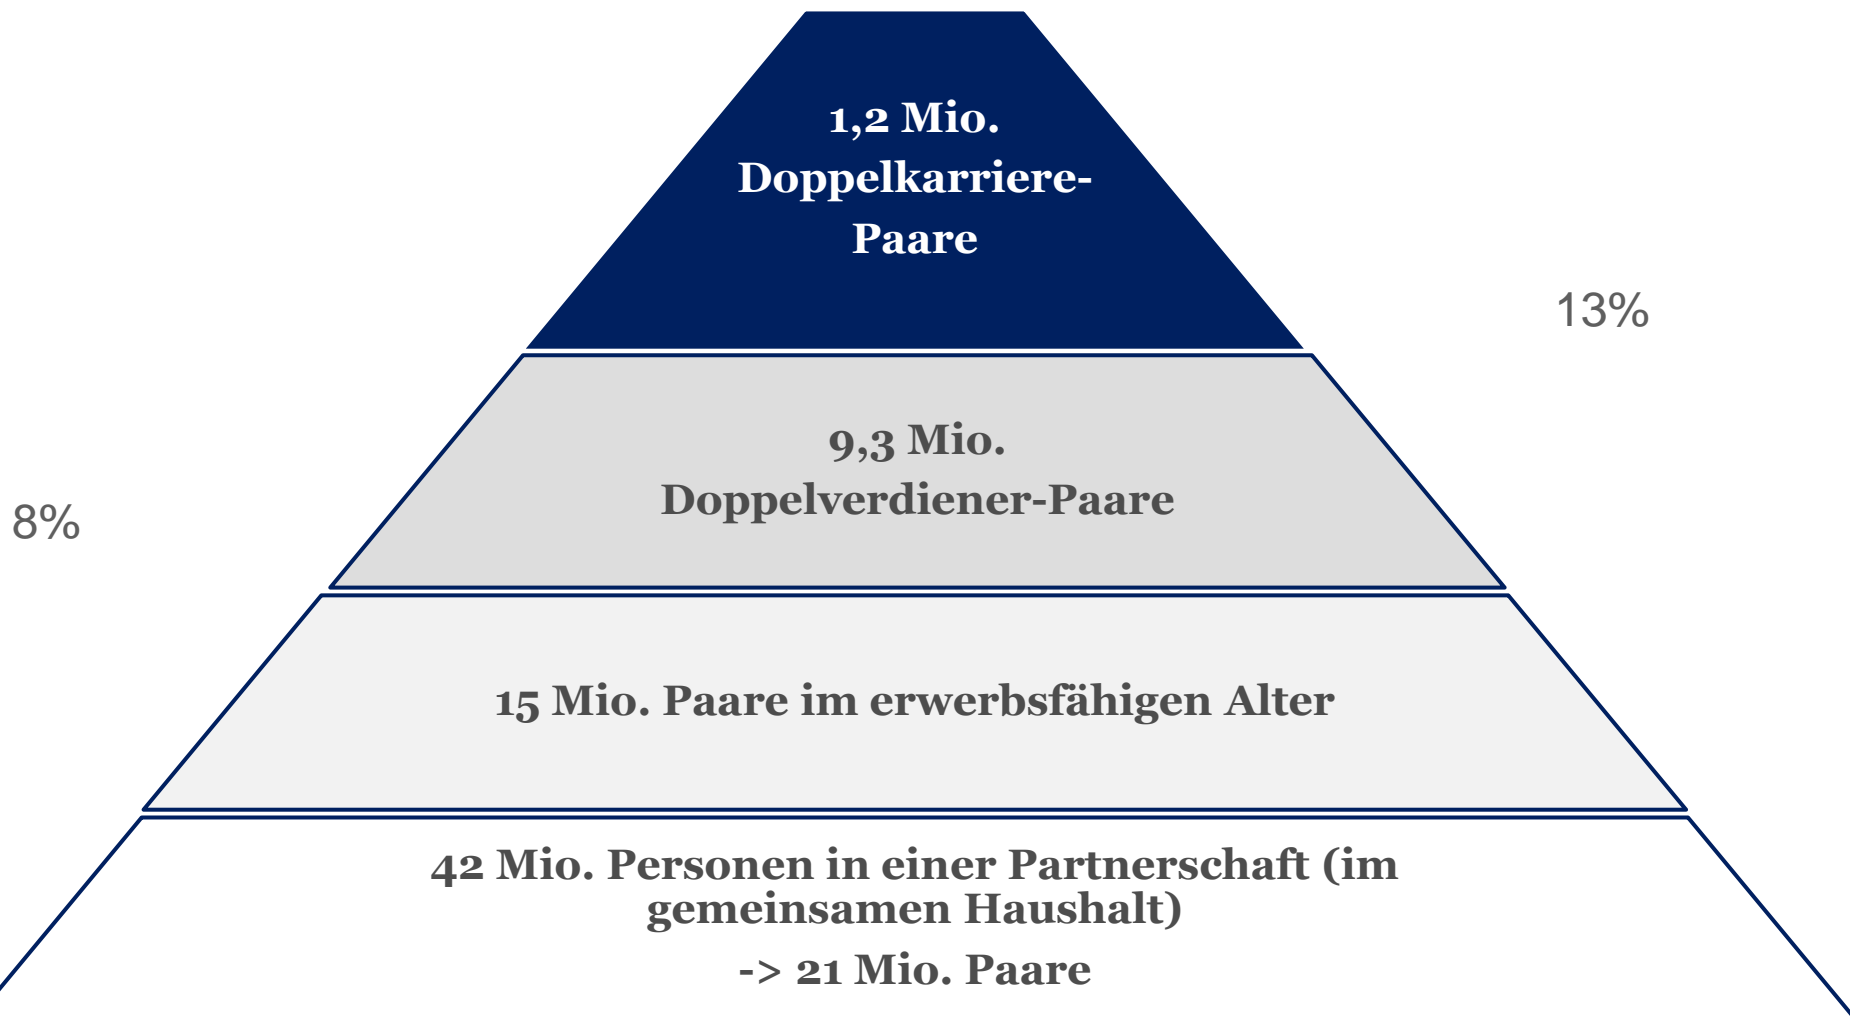 1,2 Mio.
Doppelkarriere-
Paare
13%
9,3 Mio.
Doppelverdiener-Paare
8%
15 Mio. Paare im erwerbsfähigen Alter
42 Mio. Personen in einer Partnerschaft (im
gemeinsamen Haushalt)
-> 21 Mio. Paare